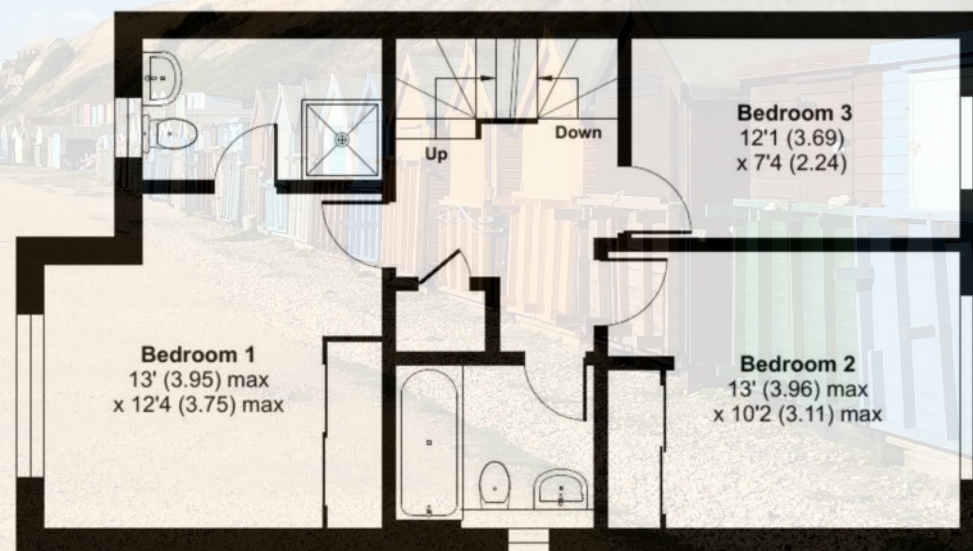 Up
Down
Bedroom 3
12'1 (3.69)
x 7'4 (2.24)
Bedroom 1
13' (3.95) max
x 12'4 (3.75) max
Bedroom 2
13' (3.96) max
x 10'2 (3.11) max